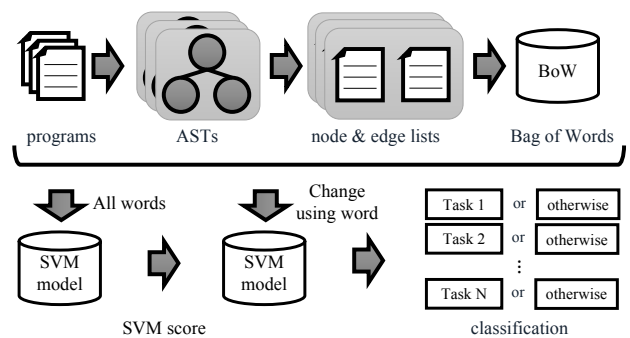 BoW
programs
ASTs
node & edge lists
Bag of Words
All words
Change
using word
SVM
model
SVM
model
Task 1 or otherwise
Task 2 or otherwise
⋮
Task N or otherwise
SVM score
classification